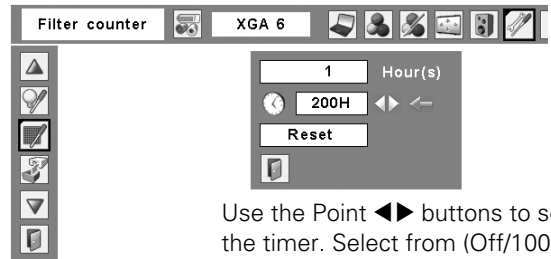 Filter counter XGA 6
1 Hour(s)
200H
Reset
Use the Point ◀▶ buttons to
the timer. Select from (Off/100